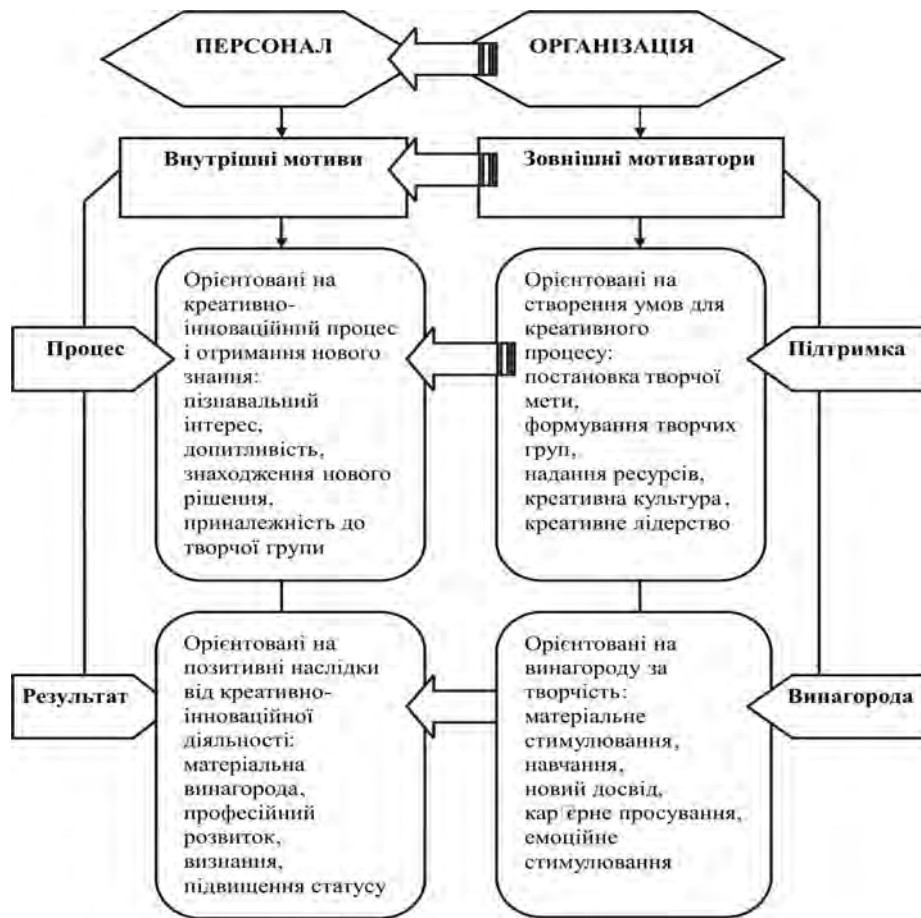 ПЕРСОНАЛ
ОРГАНІЗАЦІЯ
Внутрішні мотиви
Зовнішні мотиватори
Процес
Орієнтовані на
креативно-
інноваційний процес
і отримання нового
знання:
пізнавальний
інтерес,
допитливість,
знаходження нового
рішення,
приналежність до
творчої групи
Орієнтовані на
створення умов для
креативного
процесу:
постановка творчої
мети,
формування творчих
груп,
надання ресурсів,
креативна культура,
креативне лідерство
Підтримка
Результат
Орієнтовані на
позитивні наслідки
від креативно-
інноваційної
діяльності:
матеріальна
винагорода,
професійний
розвиток,
визнання,
підвищення статусу
Орієнтовані на
винагороду за
творчість:
матеріальне
стимулювання,
навчання,
новий досвід,
кар єрне просування,
емоційне
стимулювання
Винагорода